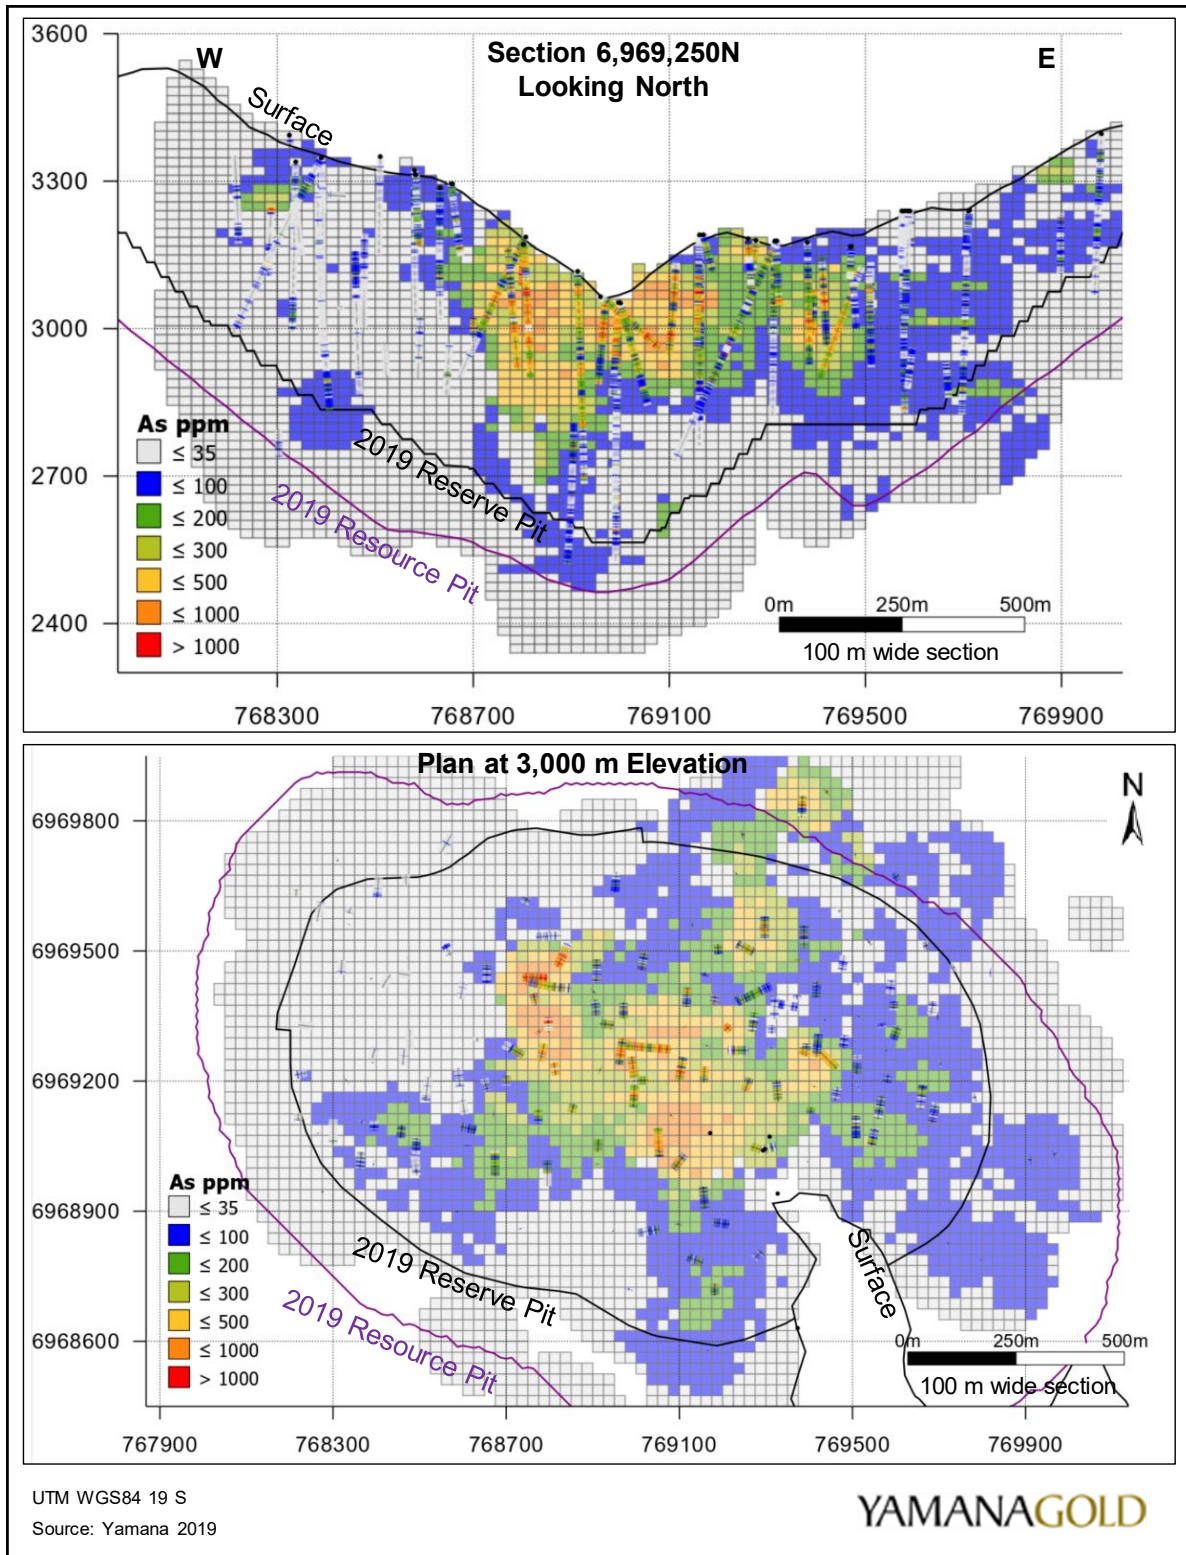 Section 6,969,250N
Looking North
W
E
Surface
3600
3300
3000
2700
2400
As ppm
≤ 35
≤ 100
≤ 200
≤ 300
≤ 500
≤ 1000
> 1000
2019 Reserve Pit
2019 Resource Pit
0m 250m 500m
100 m wide section
768300 768700 769100 769500 769900
Plan at 3,000 m Elevation
N
6969800
6969500
6969200
6968900
6968600
As ppm
≤ 35
≤ 100
≤ 200
≤ 300
≤ 500
≤ 1000
> 1000
2019 Reserve Pit
2019 Resource Pit
Surface
0m 250m 500m
100 m wide section
767900 768300 768700 769100 769500 769900
UTM WGS84 19 S
Source: Yamana 2019
YAMANAGOLD